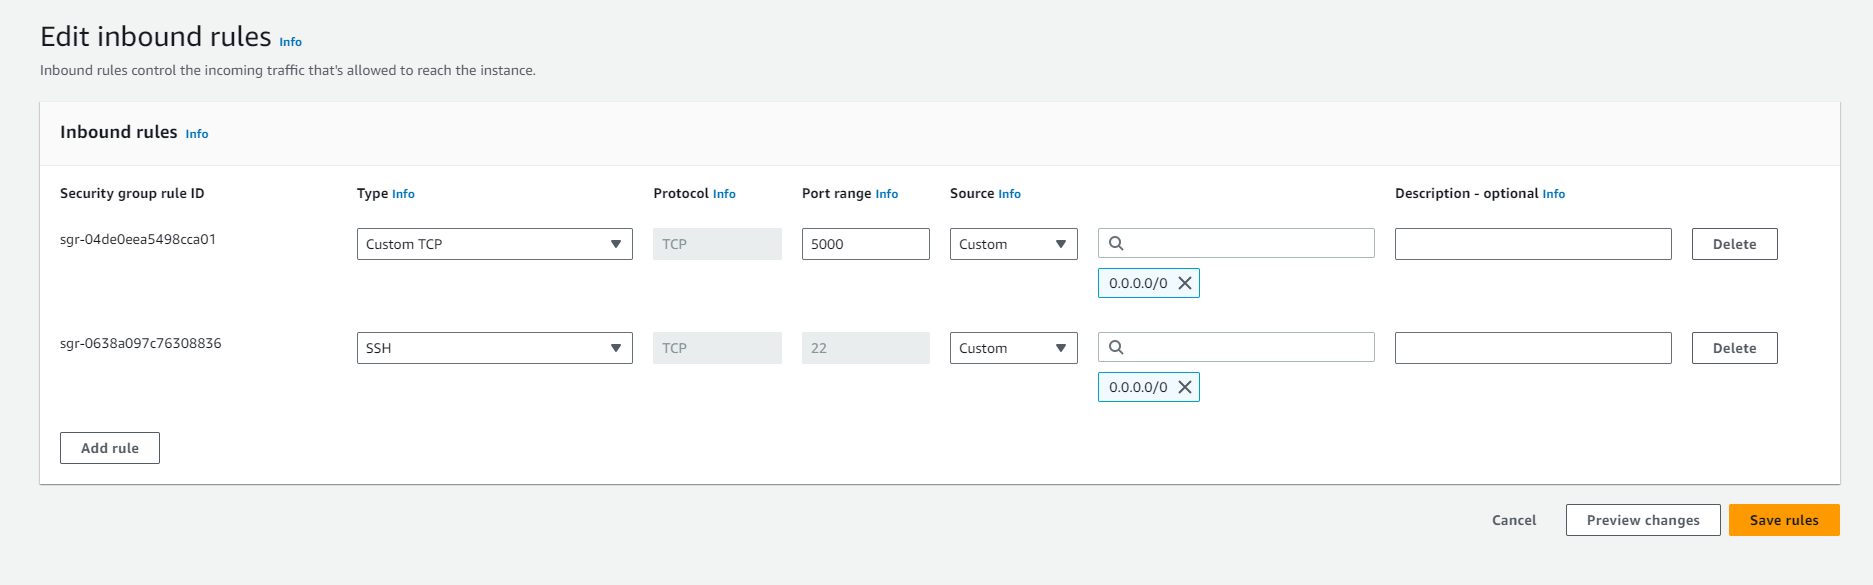 Edit inbound rules Info
Inbound rules control the incoming traffic that's allowed to reach the instance.
Inbound rules Info
Security group rule ID Type Info Protocol Info Port range Info Source Info Description - optional Info
sgr-04de0eea5498cca01 Custom TCP TCP 5000 Custom Delete
0.0.0.0/0
sgr-0638a097c76308836 SSH TCP 22 Custom Delete
0.0.0.0/0
Add rule
Cancel Preview changes Save rules